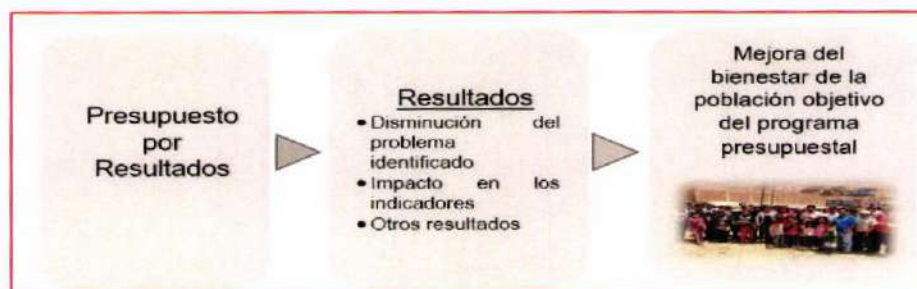 Presupuesto
por
Resultados
Resultados
• Disminución del
problema
identificado
• Impacto en los
indicadores
• Otros resultados
Mejora del
bienestar de la
población objetivo
del programa
presupuestal